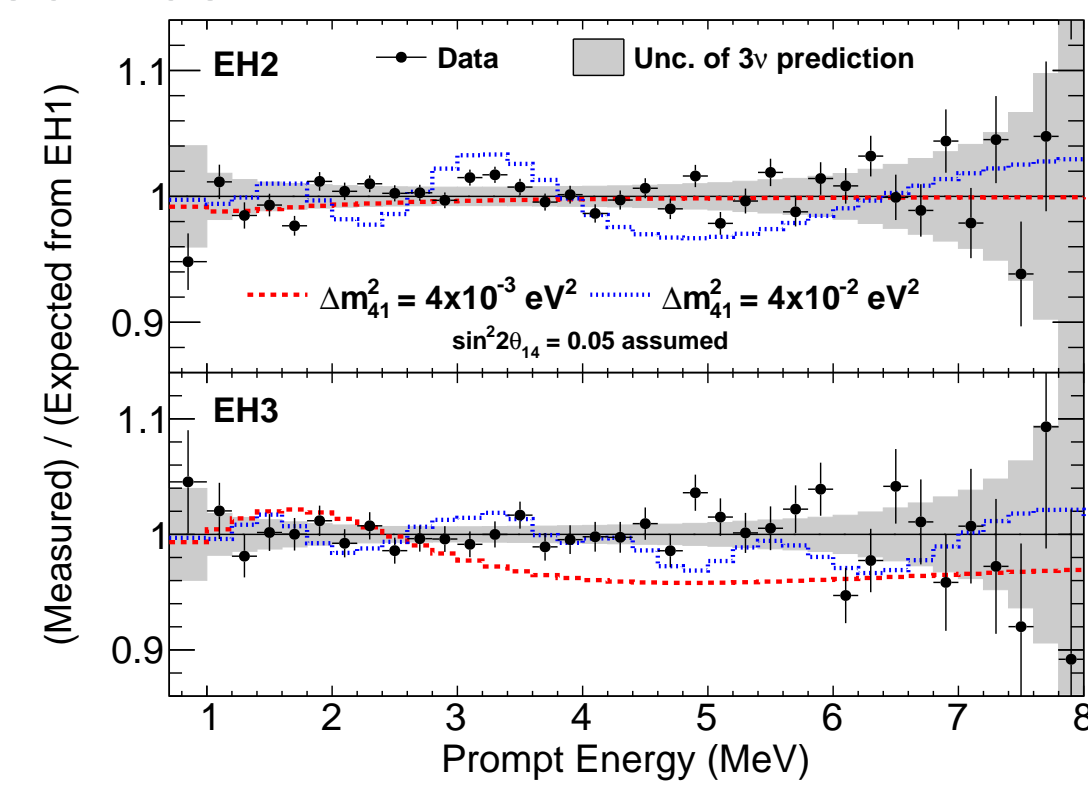 (Measured) / (Expected from EH1)
1.1
EH2
Data
Unc. of 3ν prediction
1
Δm²₄₁ = 4x10⁻³ eV²
Δm²₄₁ = 4x10⁻² eV²
0.9
sin²2θ₁₄ = 0.05 assumed
1.1
EH3
1
0.9
1 2 3 4 5 6 7 8
Prompt Energy (MeV)